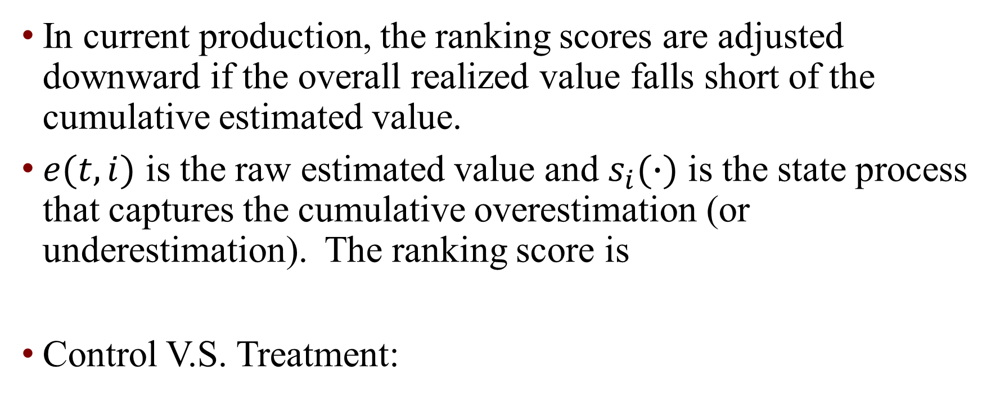 • In current production, the ranking scores are adjusted
downward if the overall realized value falls short of the
cumulative estimated value.
• e(t, i) is the raw estimated value and sᵢ(·) is the state process
that captures the cumulative overestimation (or
underestimation).  The ranking score is
• Control V.S. Treatment: